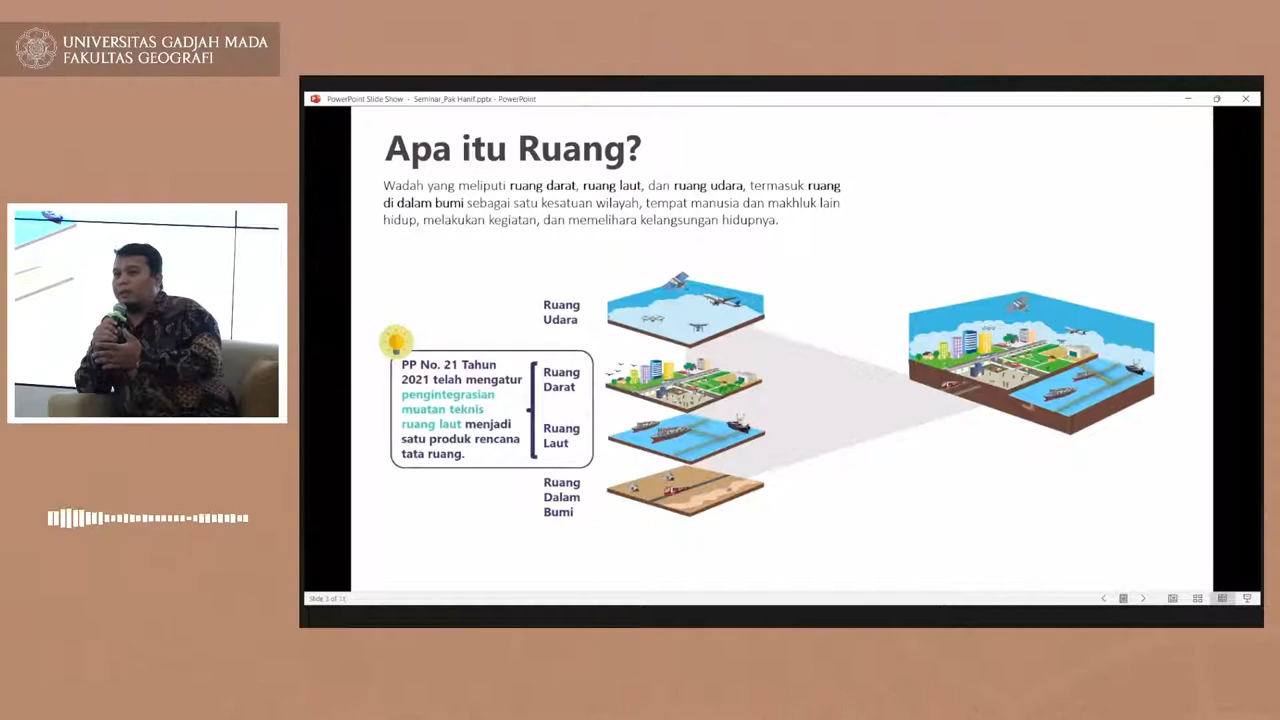 UNIVERSITAS GADJAH MADA
FAKULTAS GEOGRAFI
PowerPoint Slide Show - Seminar_Pak Hanif.pptx - PowerPoint
Apa itu Ruang?
Wadah yang meliputi ruang darat, ruang laut, dan ruang udara, termasuk ruang
di dalam bumi sebagai satu kesatuan wilayah, tempat manusia dan makhluk lain
hidup, melakukan kegiatan, dan memelihara kelangsungan hidupnya.
Ruang
Udara
PP No. 21 Tahun
2021 telah mengatur
pengintegrasian
muatan teknis
ruang laut menjadi
satu produk rencana
tata ruang.
Ruang
Darat
Ruang
Laut
Ruang
Dalam
Bumi
Slide 3 of